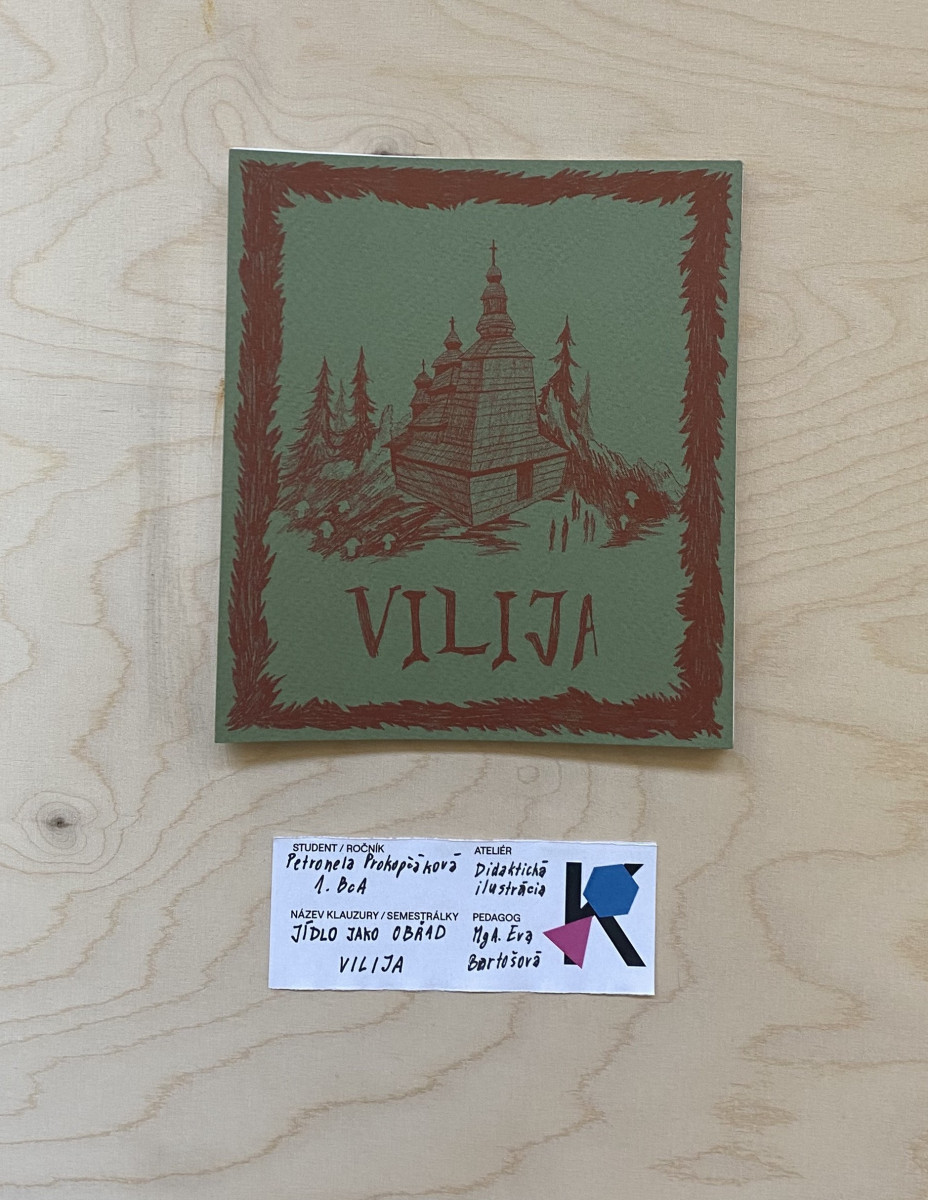 VILIJA
STUDENT / ROČNÍK
Petronela Prokopčáková
1. BcA
ATELIÉR
Didaktická
ilustrácia
NÁZEV KLAUZURY / SEMESTRÁLKY
JÍDLO JAKO OBŘAD
VILIJA
PEDAGOG
MgA. Eva
Bartošová
K